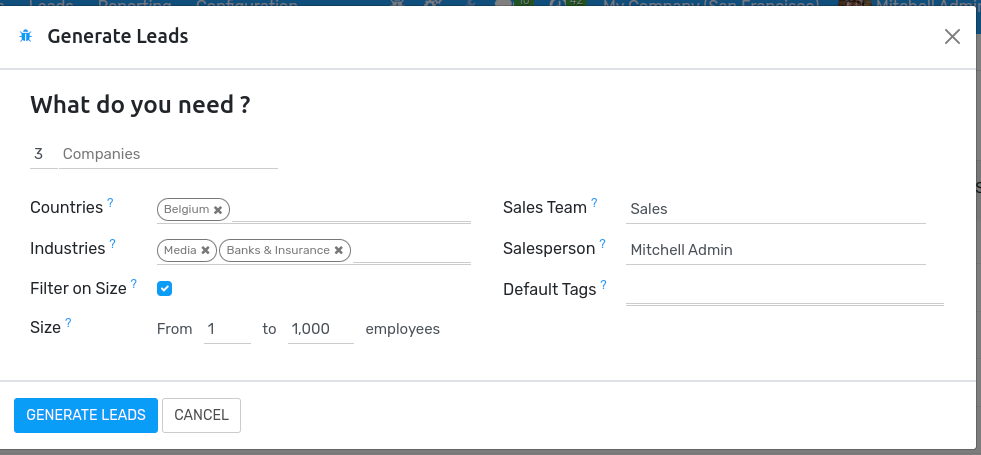 Generate Leads
What do you need ?
3 Companies
Countries ? Belgium ✖ Sales Team ? Sales
Industries ? Media ✖ Banks & Insurance ✖ Salesperson ? Mitchell Admin
Filter on Size ? Default Tags ?
Size ? From 1 to 1,000 employees
GENERATE LEADS CANCEL